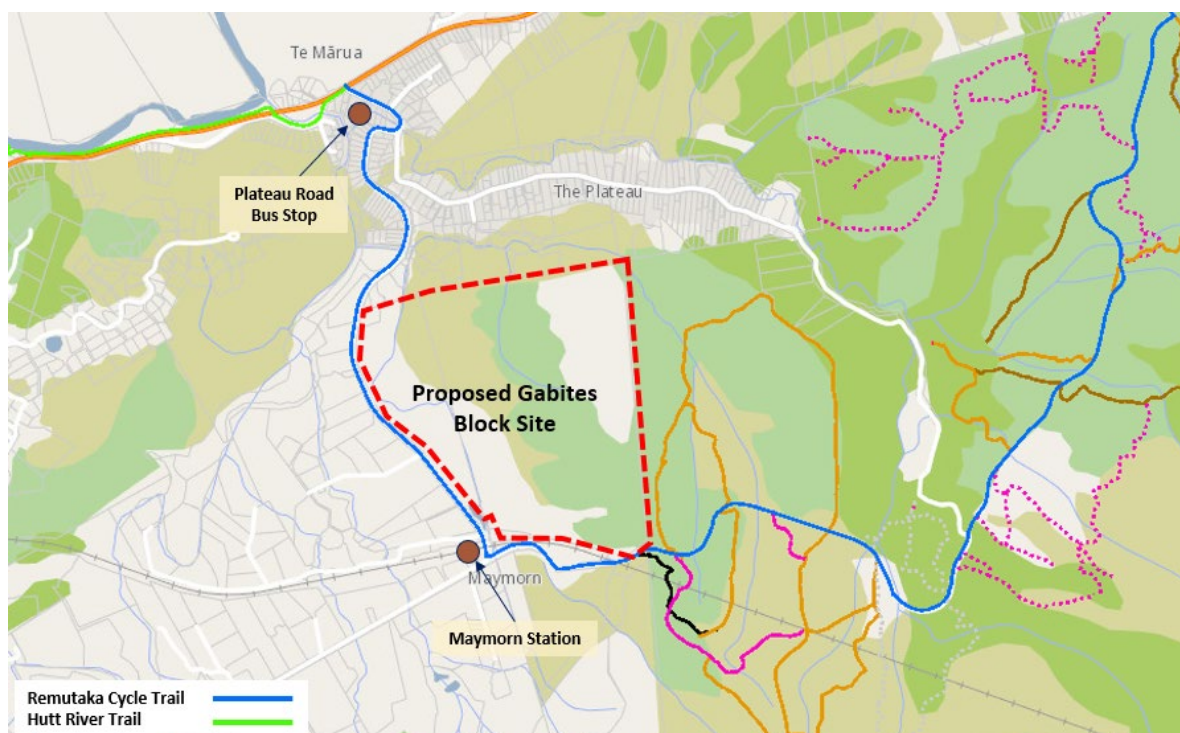 Te Mārua
Plateau Road
Bus Stop
The Plateau
Proposed Gabites
Block Site
Maymorn
Maymorn Station
Remutaka Cycle Trail
Hutt River Trail